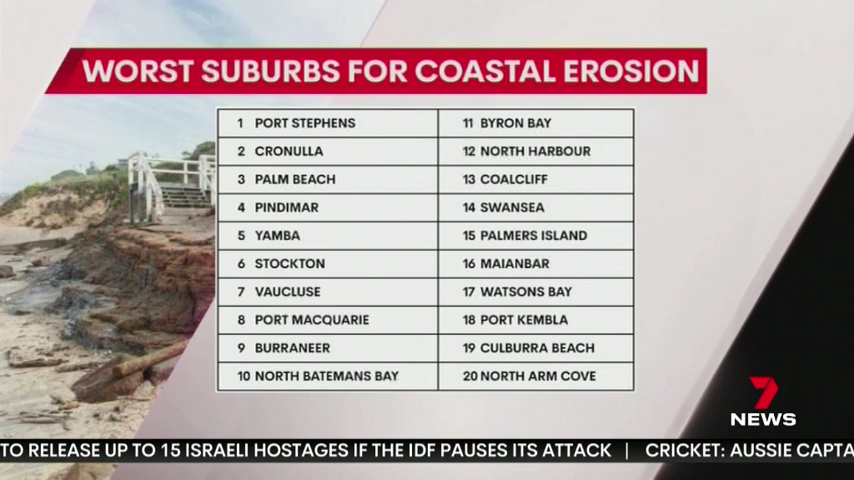 WORST SUBURBS FOR COASTAL EROSION
1 PORT STEPHENS
2 CRONULLA
3 PALM BEACH
4 PINDIMAR
5 YAMBA
6 STOCKTON
7 VAUCLUSE
8 PORT MACQUARIE
9 BURRANEER
10 NORTH BATEMANS BAY
11 BYRON BAY
12 NORTH HARBOUR
13 COALCLIFF
14 SWANSEA
15 PALMERS ISLAND
16 MAIANBAR
17 WATSONS BAY
18 PORT KEMBLA
19 CULBURRA BEACH
20 NORTH ARM COVE
7
NEWS
TO RELEASE UP TO 15 ISRAELI HOSTAGES IF THE IDF PAUSES ITS ATTACK | CRICKET: AUSSIE CAPTA